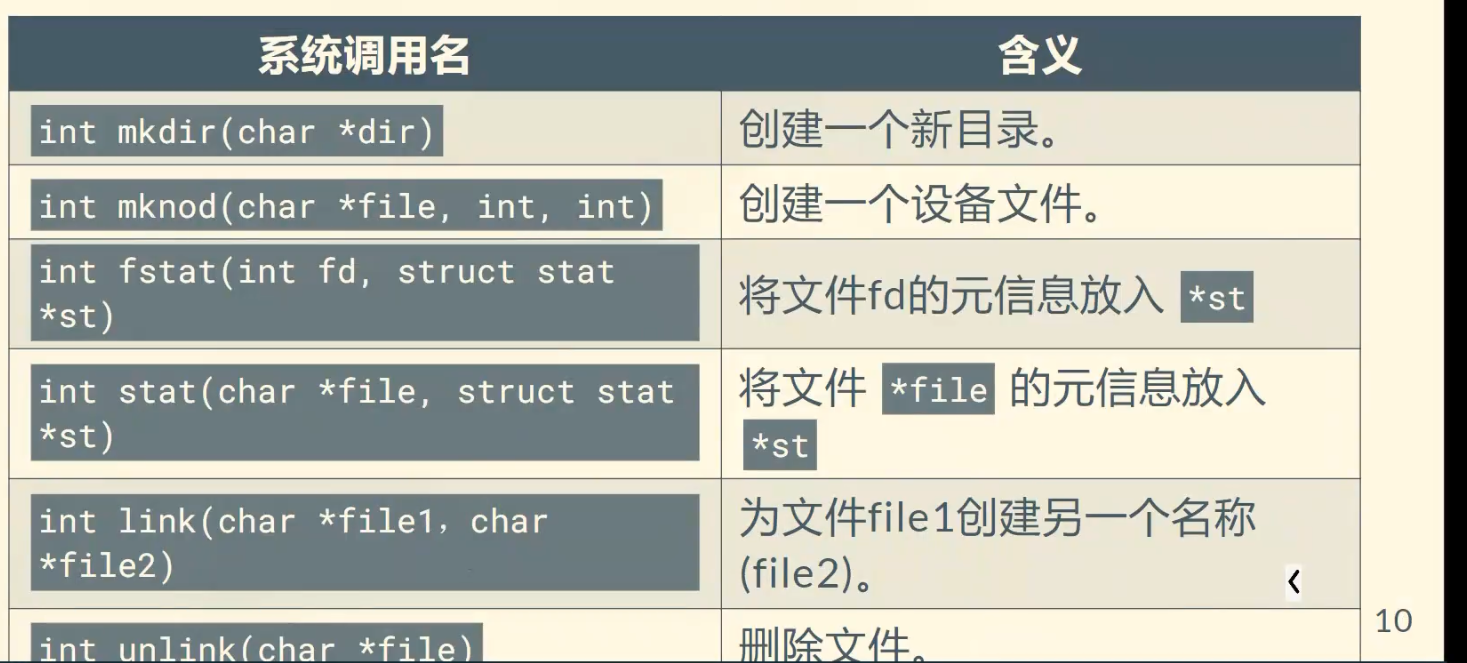 系统调用名 含义
int mkdir(char *dir) 创建一个新目录。
int mknod(char *file, int, int) 创建一个设备文件。
int fstat(int fd, struct stat
*st)
将文件fd的元信息放入 *st
int stat(char *file, struct stat
*st)
将文件 *file 的元信息放入
*st
int link(char *file1，char
*file2)
为文件file1创建另一个名称
(file2)。
int unlink(char *file) 删除文件。
10